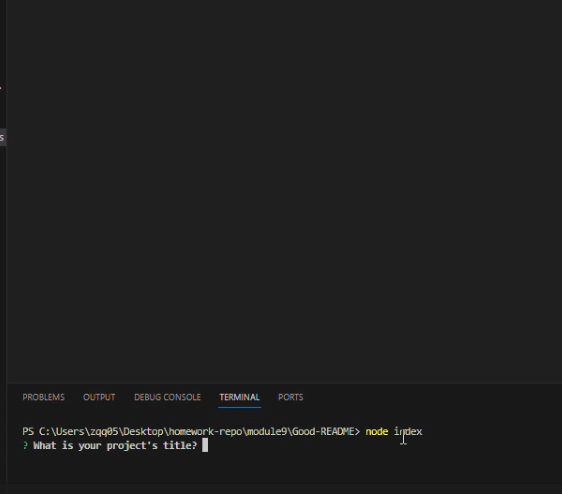 s
PROBLEMS OUTPUT DEBUG CONSOLE TERMINAL PORTS
PS C:\Users\zqq05\Desktop\homework-repo\module9\Good-README> node index
? What is your project's title?